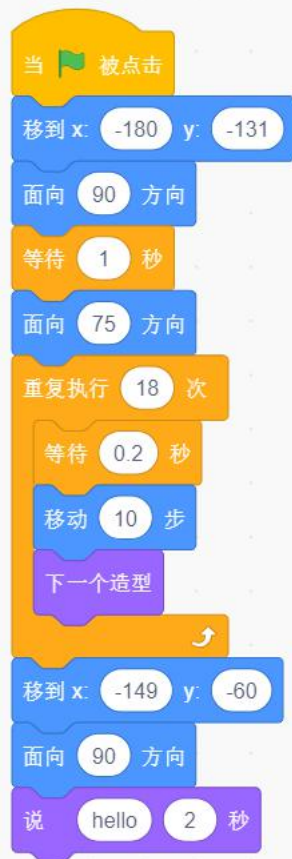 当 被点击
移到 x: -180 y: -131
面向 90 方向
等待 1 秒
面向 75 方向
重复执行 18 次
等待 0.2 秒
移动 10 步
下一个造型
移到 x: -149 y: -60
面向 90 方向
说 hello 2 秒